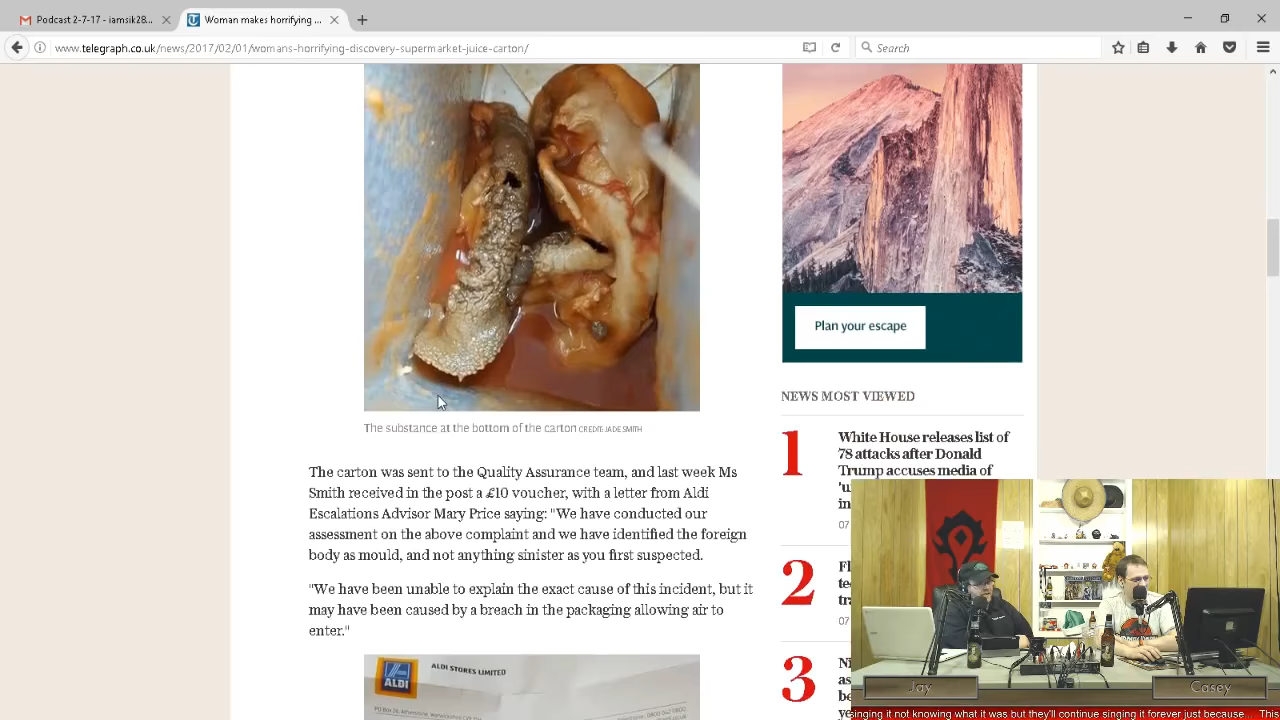 Podcast 2-7-17 - iamsik28...
Woman makes horrifying ...
www.telegraph.co.uk/news/2017/02/01/womans-horrifying-discovery-supermarket-juice-carton/
Search
Plan your escape
The substance at the bottom of the carton CREDIT: JADE SMITH
The carton was sent to the Quality Assurance team, and last week Ms
Smith received in the post a £10 voucher, with a letter from Aldi
Escalations Advisor Mary Price saying: "We have conducted our
assessment on the above complaint and we have identified the foreign
body as mould, and not anything sinister as you first suspected.
"We have been unable to explain the exact cause of this incident, but it
may have been caused by a breach in the packaging allowing air to
enter."
ALDI
ALDI STORES LIMITED
NEWS MOST VIEWED
1
White House releases list of
78 attacks after Donald
Trump accuses media of
2
3
Jay
Casey
singing it not knowing what it was but they'll continue singing it forever just because... This